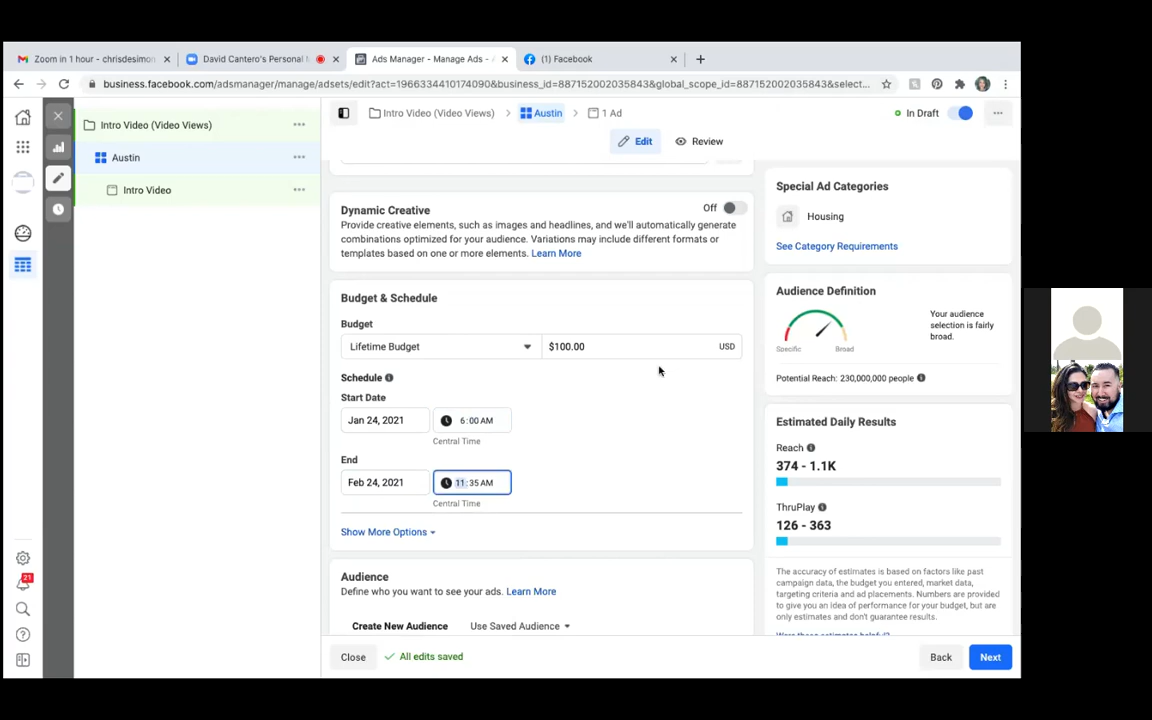 Zoom in 1 hour - chrisdesimon
David Cantero's Personal
Ads Manager - Manage Ads - A
(1) Facebook
business.facebook.com/adsmanager/manage/adsets/edit?act=1966334410174090&business_id=887152002035843&global_scope_id=887152002035843&select...
Intro Video (Video Views)
Austin
Intro Video
21
Intro Video (Video Views)
Austin
1 Ad
In Draft
Edit
Review
Dynamic Creative
Off
Provide creative elements, such as images and headlines, and we'll automatically generate
combinations optimized for your audience. Variations may include different formats or
templates based on one or more elements. Learn More
Budget & Schedule
Budget
Lifetime Budget
$100.00
USD
Schedule
Start Date
Jan 24, 2021
6:00 AM
Central Time
End
Feb 24, 2021
11:35 AM
Central Time
Show More Options
Audience
Define who you want to see your ads. Learn More
Create New Audience
Use Saved Audience
Special Ad Categories
Housing
See Category Requirements
Audience Definition
Your audience
selection is fairly
broad.
Specific
Broad
Potential Reach: 230,000,000 people
Estimated Daily Results
Reach
374 - 1.1K
ThruPlay
126 - 363
The accuracy of estimates is based on factors like past
campaign data, the budget you entered, market data,
targeting criteria and ad placements. Numbers are provided
to give you an idea of performance for your budget, but are
only estimates and don't guarantee results.
Were these estimates helpful?
Close
All edits saved
Back
Next